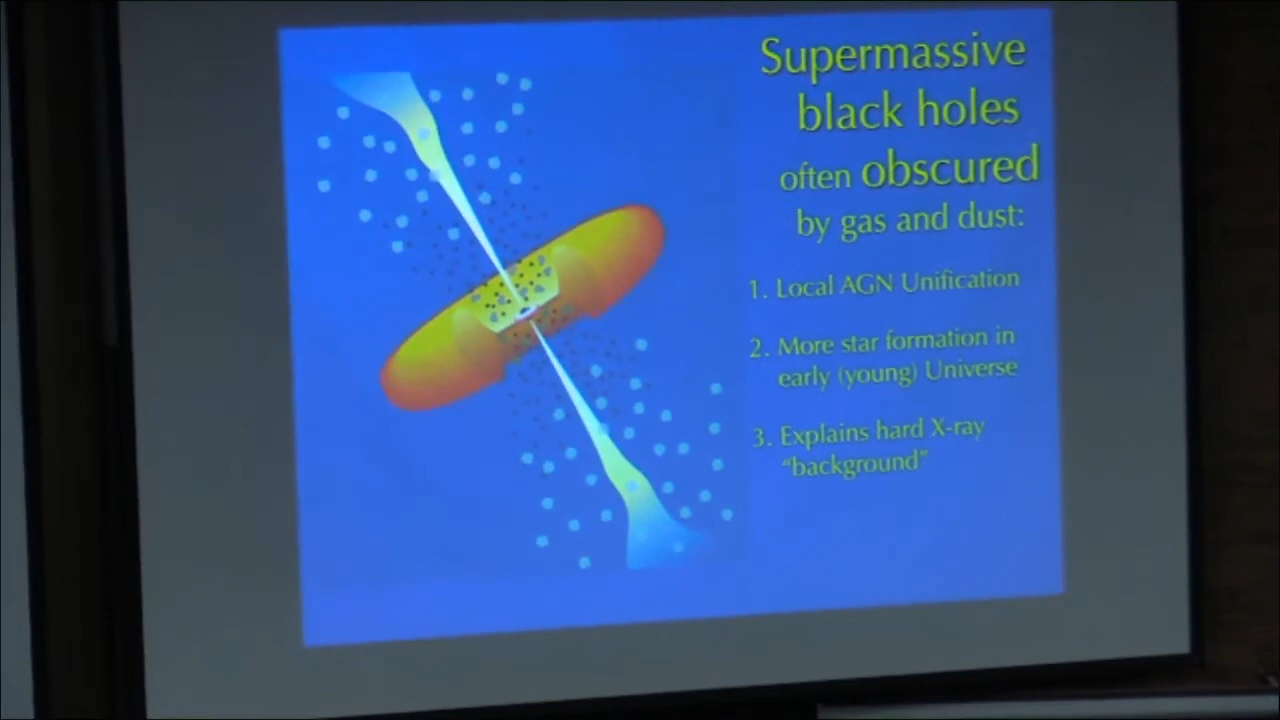 Supermassive
black holes
often obscured
by gas and dust:
1. Local AGN Unification
2. More star formation in
early (young) Universe
3. Explains hard X-ray
"background"